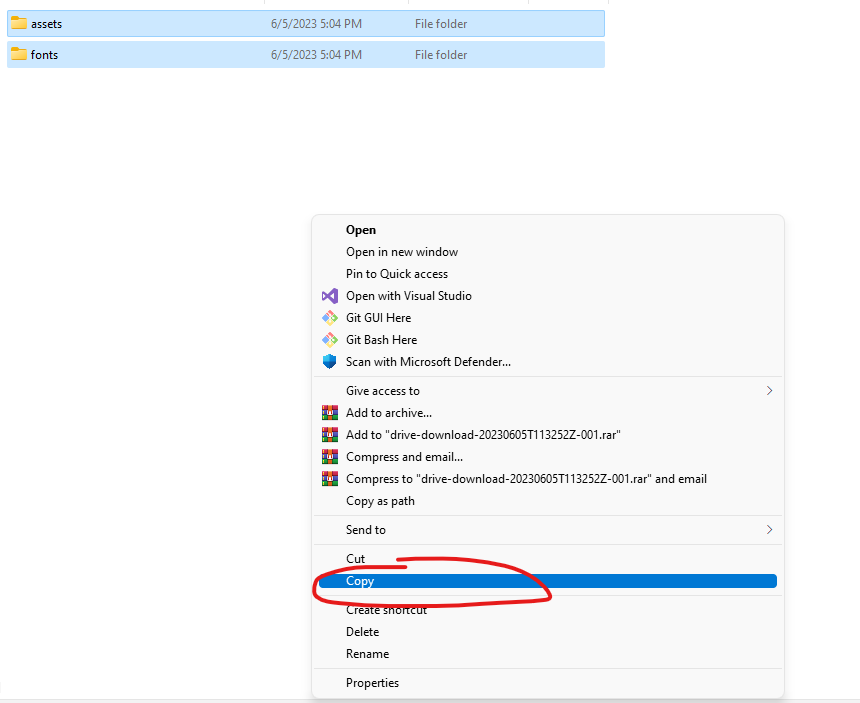 assets 6/5/2023 5:04 PM File folder
fonts 6/5/2023 5:04 PM File folder
Open
Open in new window
Pin to Quick access
Open with Visual Studio
Git GUI Here
Git Bash Here
Scan with Microsoft Defender...
Give access to
Add to archive...
Add to "drive-download-20230605T113252Z-001.rar"
Compress and email...
Compress to "drive-download-20230605T113252Z-001.rar" and email
Copy as path
Send to
Cut
Copy
Create shortcut
Delete
Rename
Properties